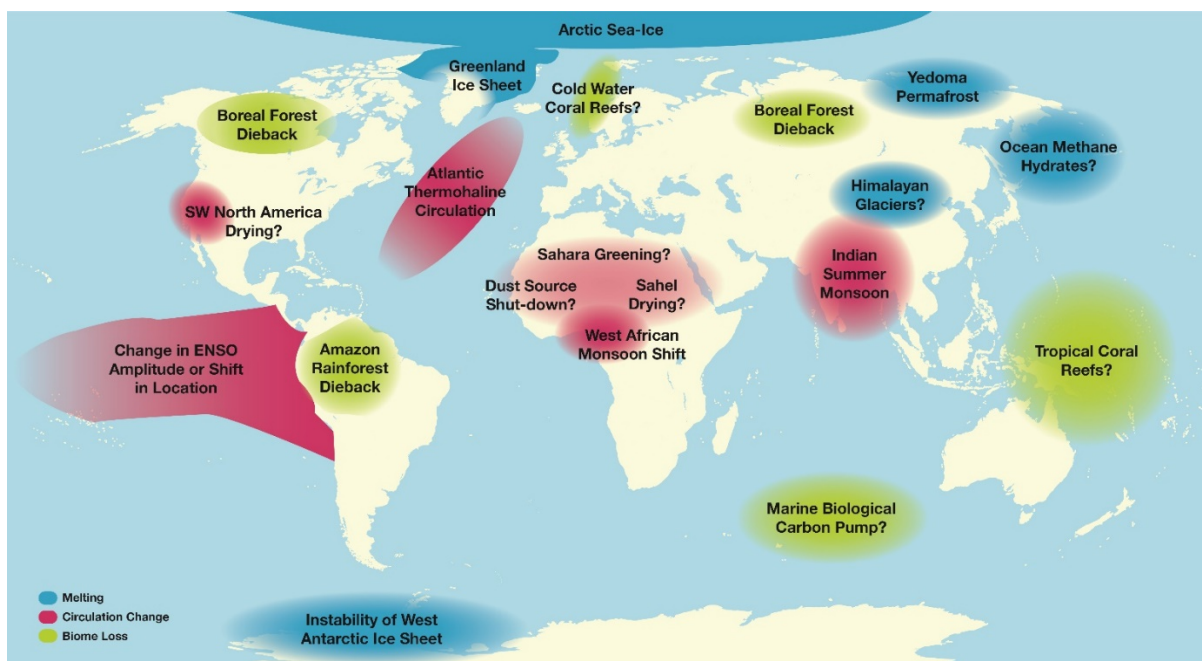 Arctic Sea-Ice
Greenland
Ice Sheet
Cold Water
Coral Reefs?
Yedoma
Permafrost
Boreal Forest
Dieback
Boreal Forest
Dieback
Ocean Methane
Hydrates?
Atlantic
Thermohaline
Circulation
Himalayan
Glaciers?
SW North America
Drying?
Sahara Greening?
Indian
Summer
Monsoon
Dust Source
Shut-down?
Sahel
Drying?
West African
Monsoon Shift
Change in ENSO
Amplitude or Shift
in Location
Amazon
Rainforest
Dieback
Tropical Coral
Reefs?
Marine Biological
Carbon Pump?
Melting
Circulation Change
Biome Loss
Instability of West
Antarctic Ice Sheet